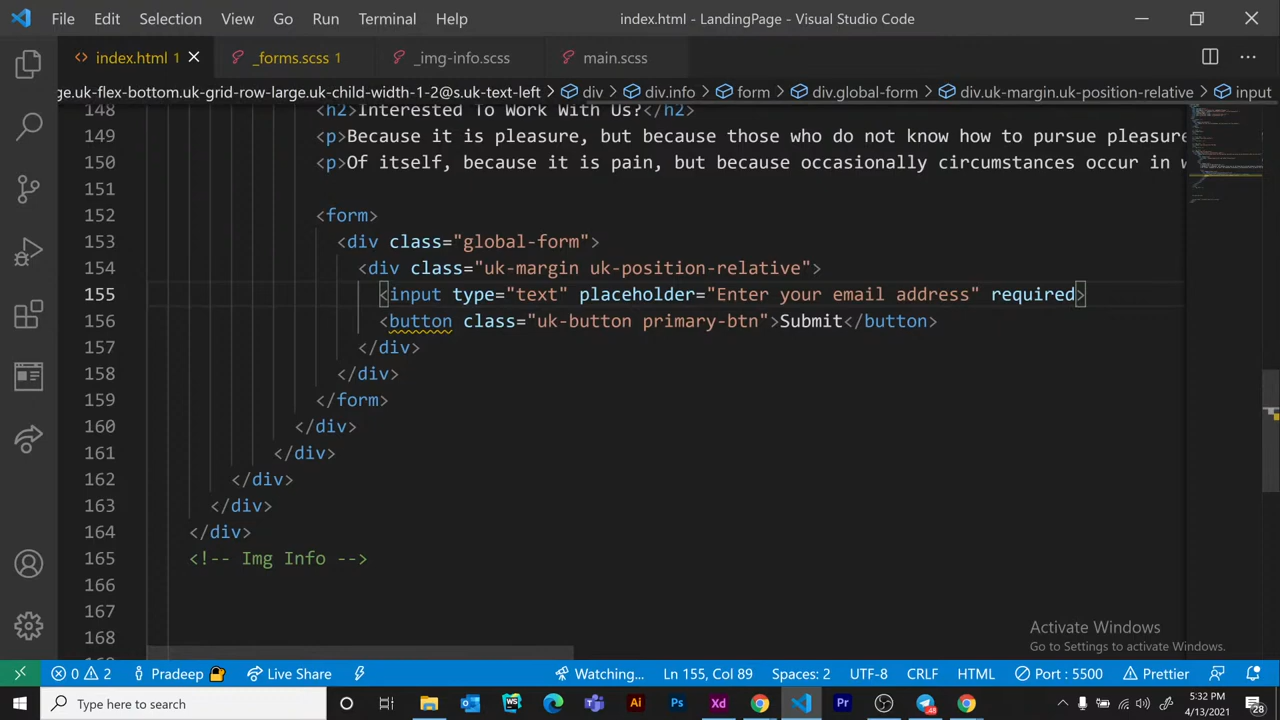 File Edit Selection View Go Run Terminal Help index.html - LandingPage - Visual Studio Code
index.html 1 _forms.scss 1 _img-info.scss main.scss
ge.uk-flex-bottom.uk-grid-row-large.uk-child-width-1-2@s.uk-text-left > div > div.info > form > div.global-form > div.uk-margin.uk-position-relative > input
148 <h2>Interested To Work With Us?</h2>
149 <p>Because it is pleasure, but because those who do not know how to pursue pleasure
150 <p>Of itself, because it is pain, but because occasionally circumstances occur in w
151
152 <form>
153 <div class="global-form">
154 <div class="uk-margin uk-position-relative">
155 <input type="text" placeholder="Enter your email address" required>
156 <button class="uk-button primary-btn">Submit</button>
157 </div>
158 </div>
159 </form>
160 </div>
161 </div>
162 </div>
163 </div>
164 </div>
165 <!-- Img Info -->
166
167
168
Activate Windows
Go to Settings to activate Windows.
0 2 Pradeep Live Share Watching... Ln 155, Col 89 Spaces: 2 UTF-8 CRLF HTML Port : 5500 Prettier
Type here to search
5:32 PM
4/13/2021
48
28